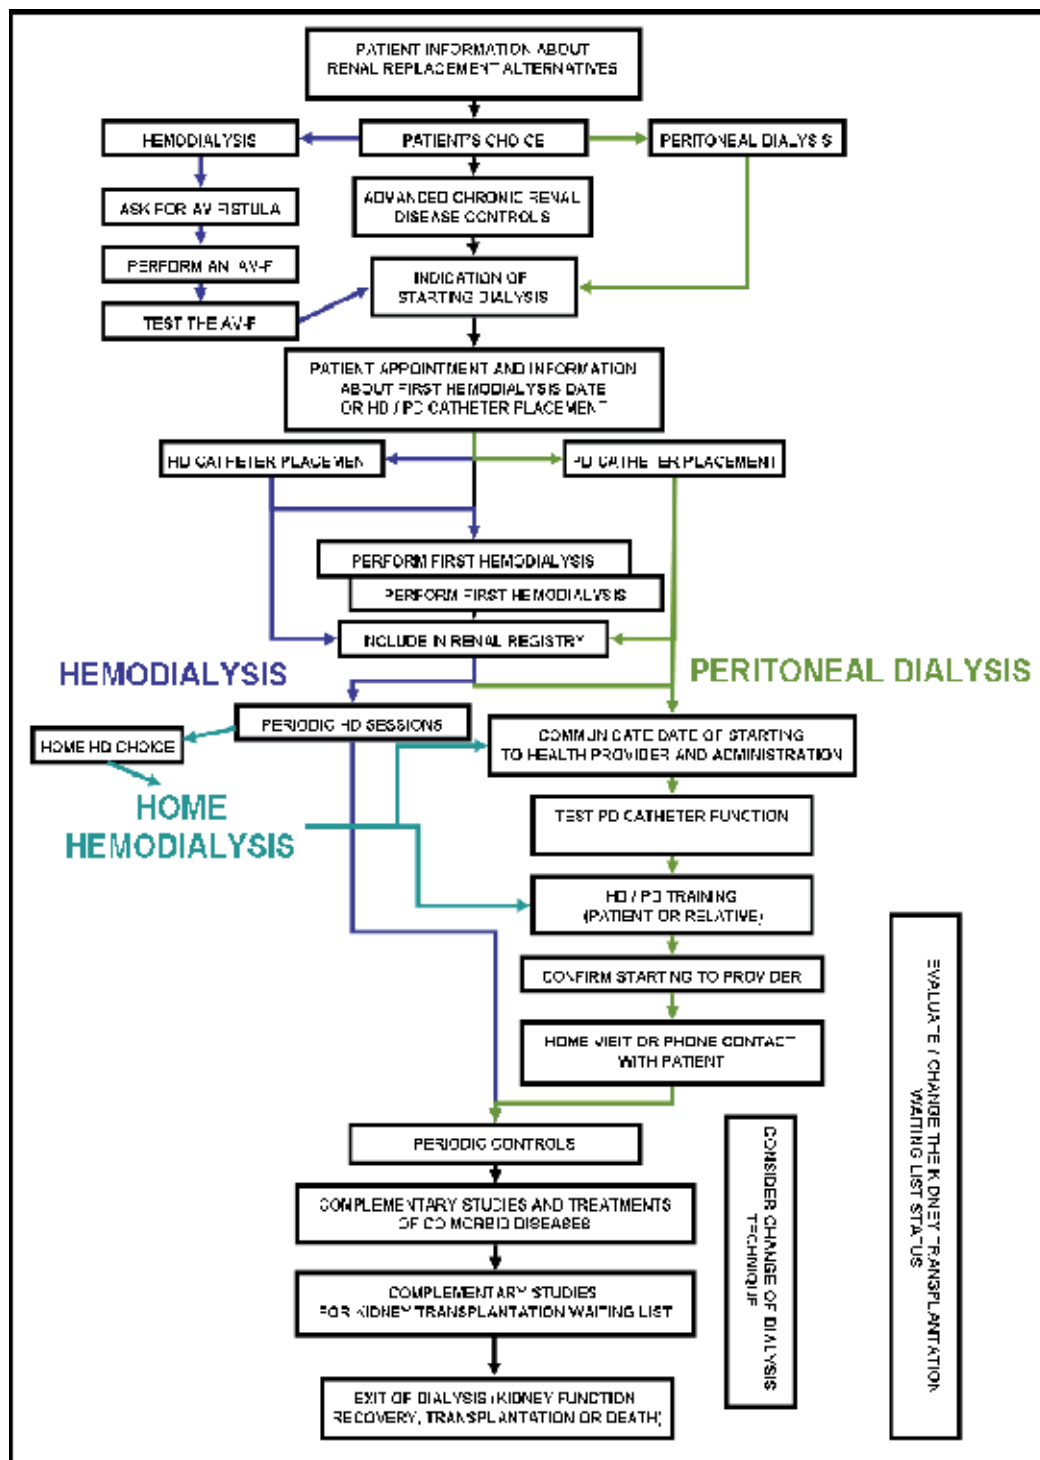 PATIENT INFORMATION ABOUT
RENAL REPLACEMENT ALTERNATIVES
HEMODIALYSIS
PATIENT'S CHOICE
PERITONEAL DIALYSIS
ASK FOR AV FISTULA
ADVANCED CHRONIC RENAL
DISEASE CONTROLS
PERFORM AN AV-F
INDICATION OF
STARTING DIALYSIS
TEST THE AV-F
PATIENT APPOINTMENT AND INFORMATION
ABOUT FIRST HEMODIALYSIS DATE
OR HD / PD CATHETER PLACEMENT
HD CATHETER PLACEMENT
PD CATHETER PLACEMENT
PERFORM FIRST HEMODIALYSIS
PERFORM FIRST HEMODIALYSIS
INCLUDE IN RENAL REGISTRY
HEMODIALYSIS
PERITONEAL DIALYSIS
PERIODIC HD SESSIONS
HOME HD CHOICE
COMMUNICATE DATE OF STARTING
TO HEALTH PROVIDER AND ADMINISTRATION
HOME
HEMODIALYSIS
TEST PD CATHETER FUNCTION
HD / PD TRAINING
(PATIENT OR RELATIVE)
CONFIRM STARTING TO PROVIDER
HOME VISIT OR PHONE CONTACT
WITH PATIENT
PERIODIC CONTROLS
COMPLEMENTARY STUDIES AND TREATMENTS
OF CO MORBID DISEASES
COMPLEMENTARY STUDIES
FOR KIDNEY TRANSPLANTATION WAITING LIST
EXIT OF DIALYSIS (KIDNEY FUNCTION
RECOVERY, TRANSPLANTATION OR DEATH)
CONSIDER CHANGE OF DIALYSIS
TECHNIQUE
EVALUATE / CHANGE THE KIDNEY TRANSPLANTATION
WAITING LIST STATUS